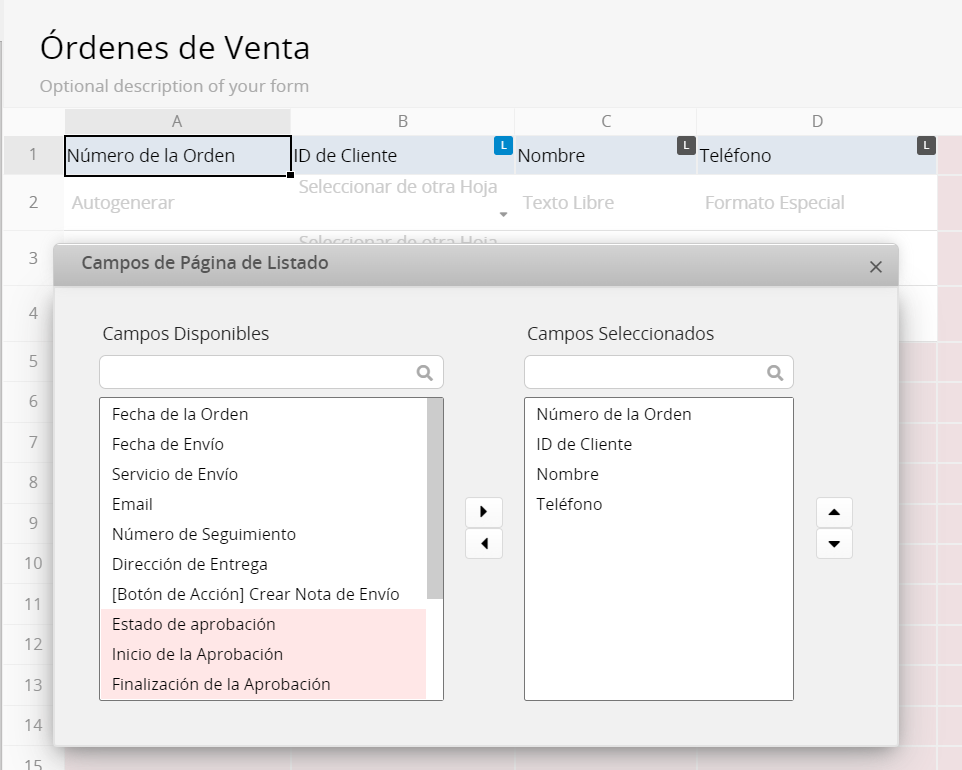 Órdenes de Venta
Optional description of your form
A B C D
1 Número de la Orden ID de Cliente L Nombre L Teléfono L
2 Autogenerar Seleccionar de otra Hoja Texto Libre Formato Especial
3 Seleccionar de otra Hoja
Campos de Página de Listado
4
Campos Disponibles Campos Seleccionados
5
6
7
8
9
10
11
12
13
14
15
Fecha de la Orden
Fecha de Envío
Servicio de Envío
Email
Número de Seguimiento
Dirección de Entrega
[Botón de Acción] Crear Nota de Envío
Estado de aprobación
Inicio de la Aprobación
Finalización de la Aprobación
Número de la Orden
ID de Cliente
Nombre
Teléfono